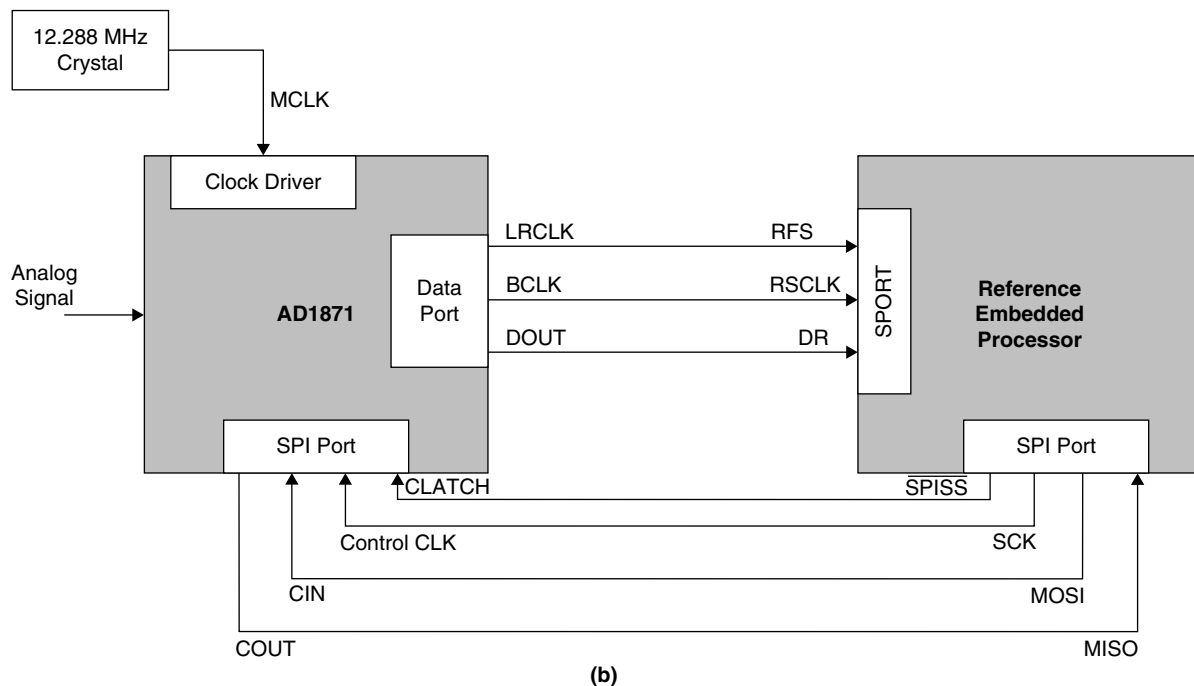 12.288 MHz
Crystal
MCLK
Clock Driver
LRCLK
RFS
Analog
Signal
AD1871
Data
Port
BCLK
RSCLK
SPORT
Reference
Embedded
Processor
DOUT
DR
SPI Port
SPI Port
CLATCH
SPISS
Control CLK
SCK
CIN
MOSI
COUT
MISO
(b)